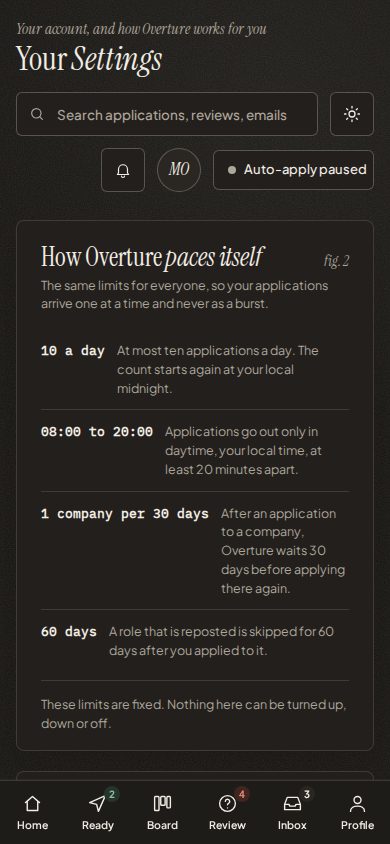 Your account, and how Overture works for you
Your Settings
Search applications, reviews, emails
MO
Auto-apply paused
How Overture paces itself
fig. 2
The same limits for everyone, so your applications
arrive one at a time and never as a burst.
10 a day
At most ten applications a day. The
count starts again at your local
midnight.
08:00 to 20:00
Applications go out only in
daytime, your local time, at
least 20 minutes apart.
1 company per 30 days
After an application
to a company,
Overture waits 30
days before applying
there again.
60 days
A role that is reposted is skipped for 60
days after you applied to it.
These limits are fixed. Nothing here can be turned up,
down or off.
2
4
3
Home
Ready
Board
Review
Inbox
Profile